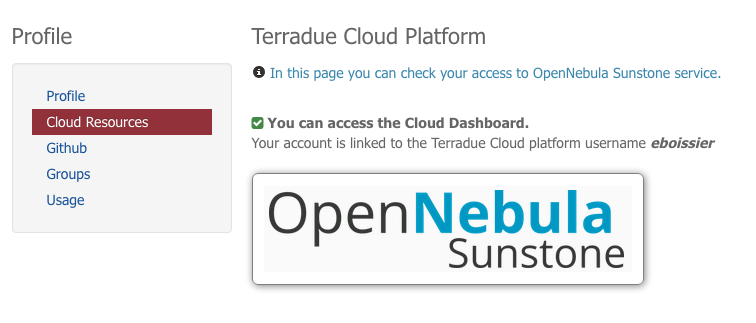 Profile
Profile
Cloud Resources
Github
Groups
Usage
Terradue Cloud Platform
In this page you can check your access to OpenNebula Sunstone service.
You can access the Cloud Dashboard.
Your account is linked to the Terradue Cloud platform username eboissier
OpenNebula
Sunstone